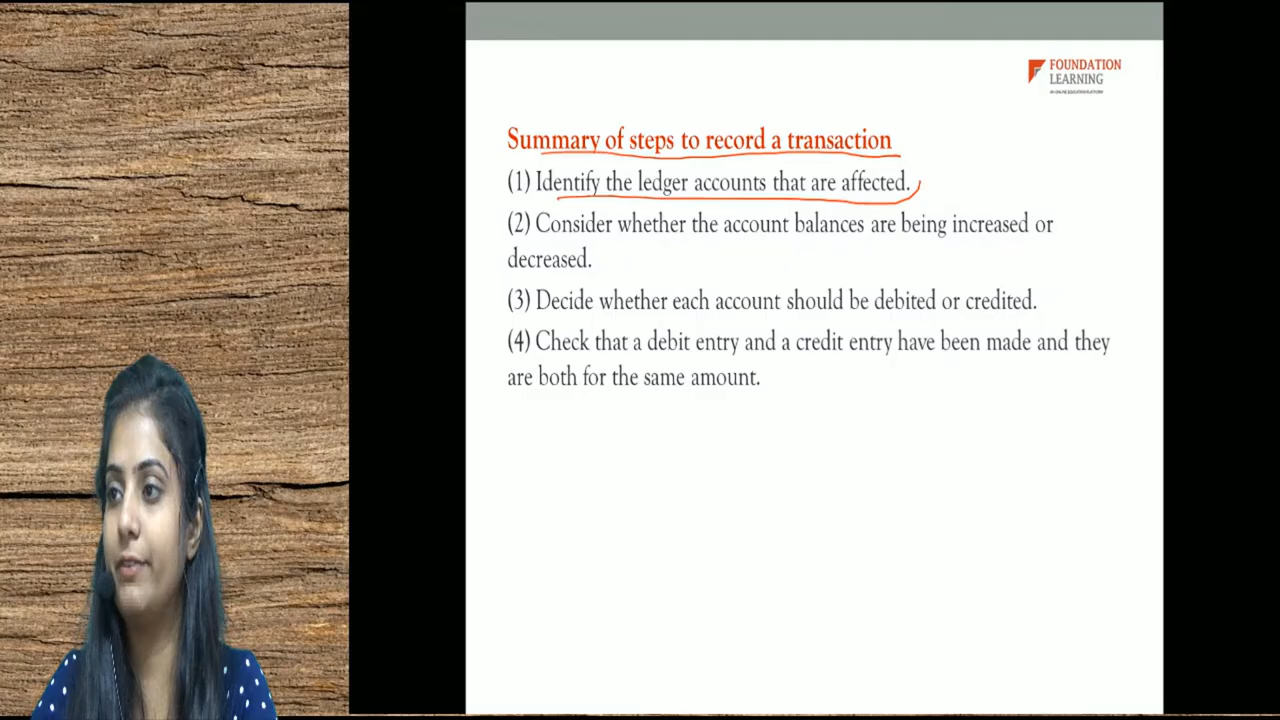 FOUNDATION
LEARNING
AN ONLINE EDUCATION PLATFORM
Summary of steps to record a transaction
(1) Identify the ledger accounts that are affected.
(2) Consider whether the account balances are being increased or
decreased.
(3) Decide whether each account should be debited or credited.
(4) Check that a debit entry and a credit entry have been made and they
are both for the same amount.